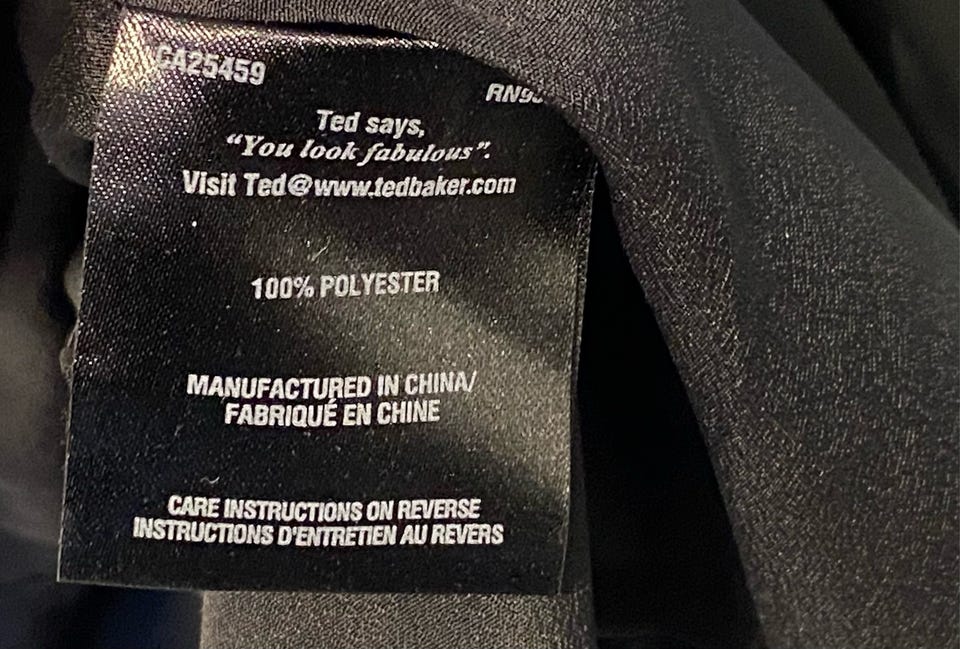 CA25459
Ted says,
“You look fabulous”.
Visit Ted@www.tedbaker.com
100% POLYESTER
MANUFACTURED IN CHINA/
FABRIQUÉ EN CHINE
CARE INSTRUCTIONS ON REVERSE
INSTRUCTIONS D'ENTRETIEN AU REVERS